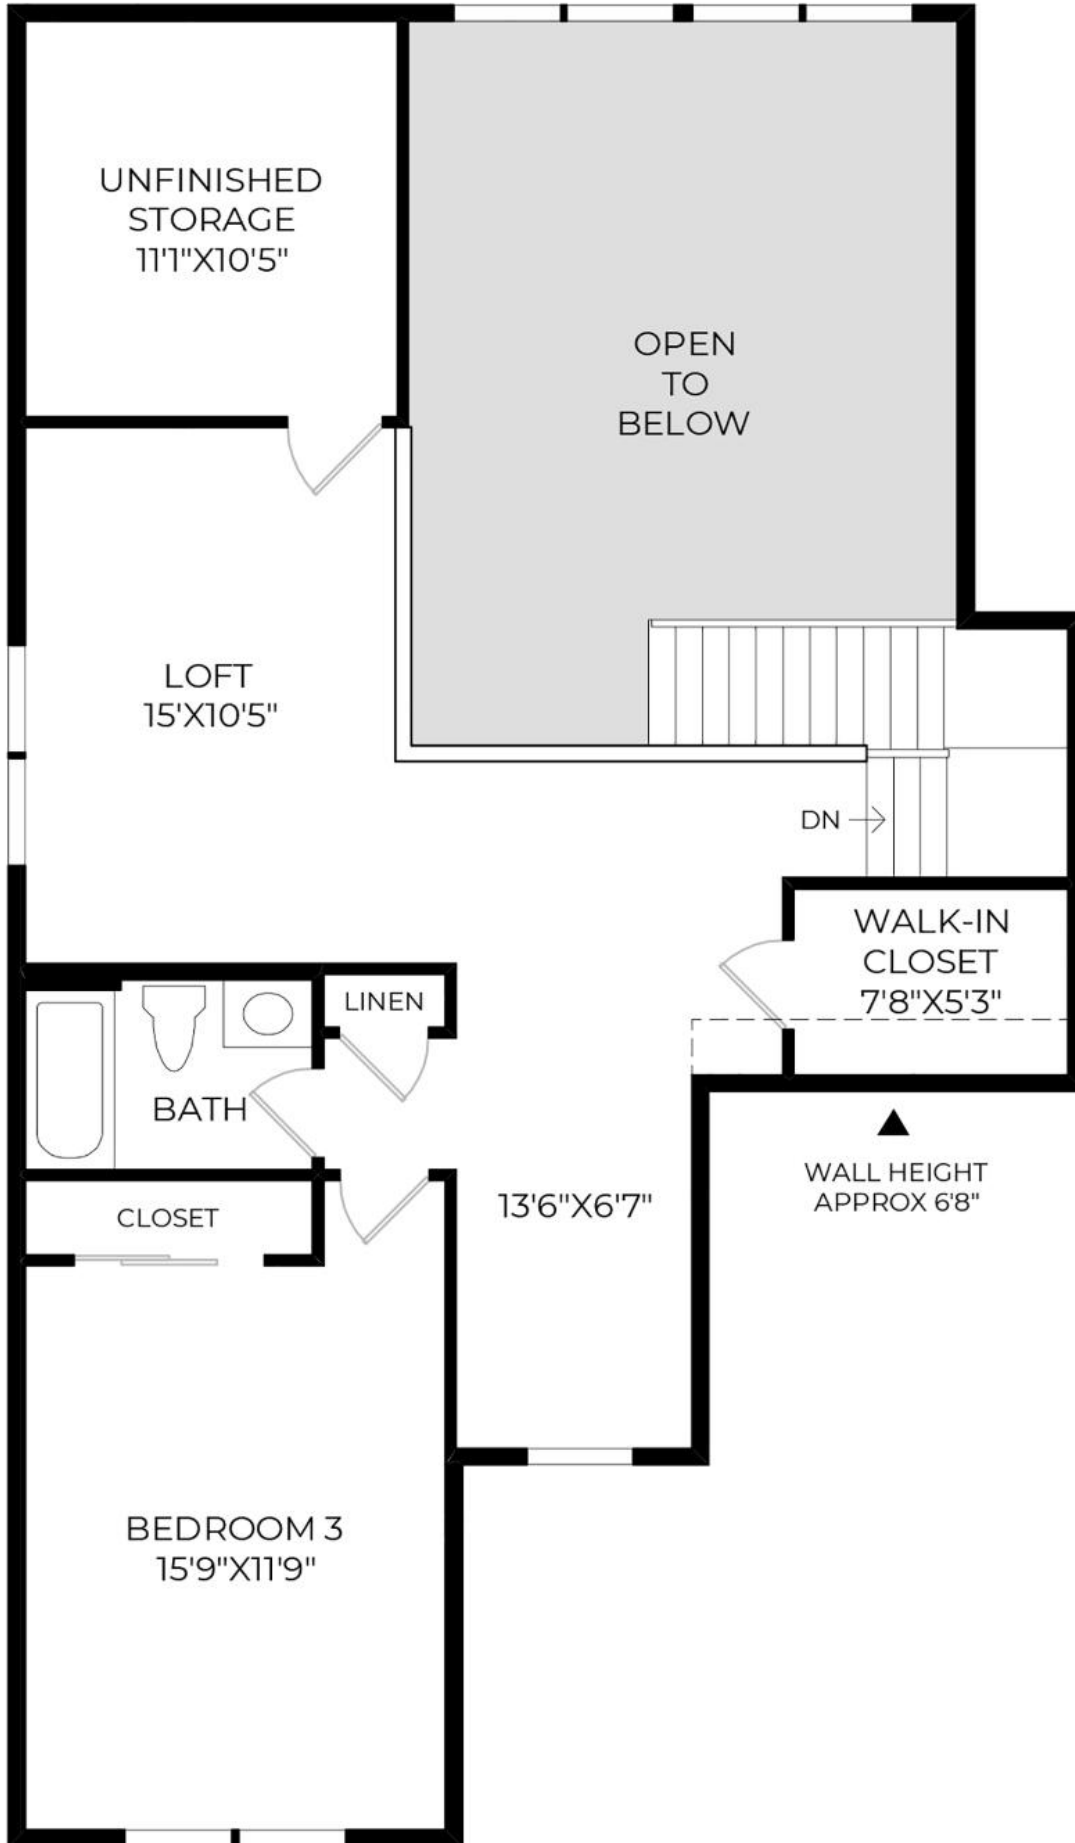 UNFINISHED
STORAGE
11'1"X10'5"
OPEN
TO
BELOW
LOFT
15'X10'5"
DN
WALK-IN
CLOSET
7'8"X5'3"
LINEN
BATH
WALL HEIGHT
APPROX 6'8"
13'6"X6'7"
CLOSET
BEDROOM 3
15'9"X11'9"